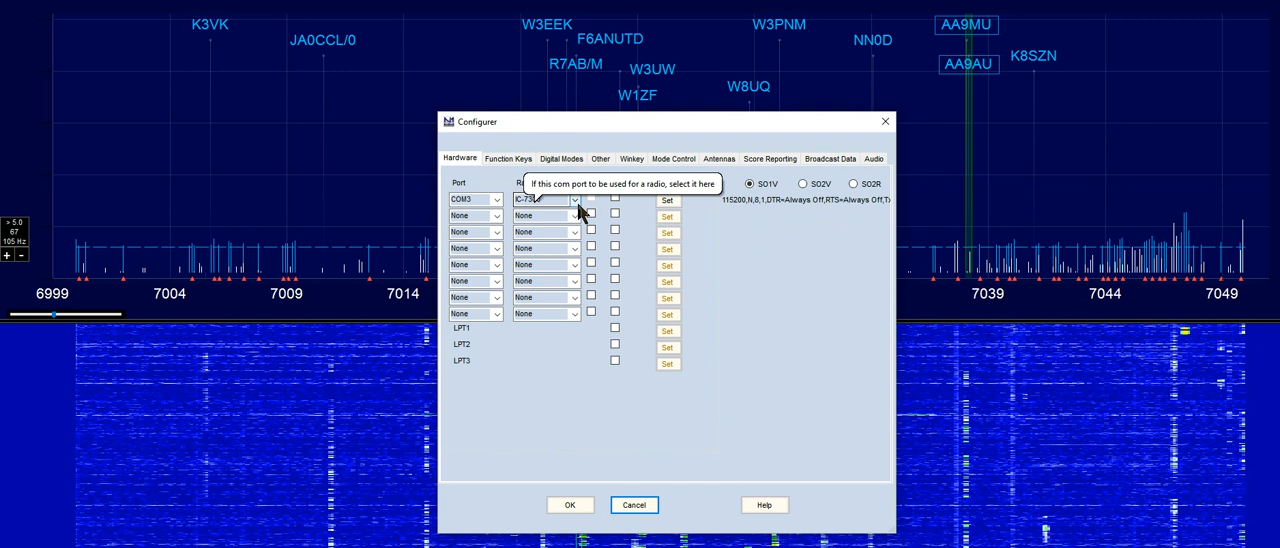 K3VK
W3EEK
W3PNM
AA9MU
JA0CCL/0
F6ANUTD
NN0D
K8SZN
R7AB/M
W3UW
AA9AU
W8UQ
W1ZF
Configurer
Hardware Function Keys Digital Modes Other Winkey Mode Control Antennas Score Reporting Broadcast Data Audio
Port
If this com port to be used for a radio, select it here
SO1V SO2V SO2R
COM3 Set 115200,N,8,1,DTR=Always Off,RTS=Always Off,
None None Set
None None Set
None None Set
None None Set
None None Set
None None Set
None None Set
LPT1 Set
LPT2 Set
LPT3 Set
OK Cancel Help
> 5.0
67
105 Hz
+ -
6999 7004 7009 7014 7039 7044 7049